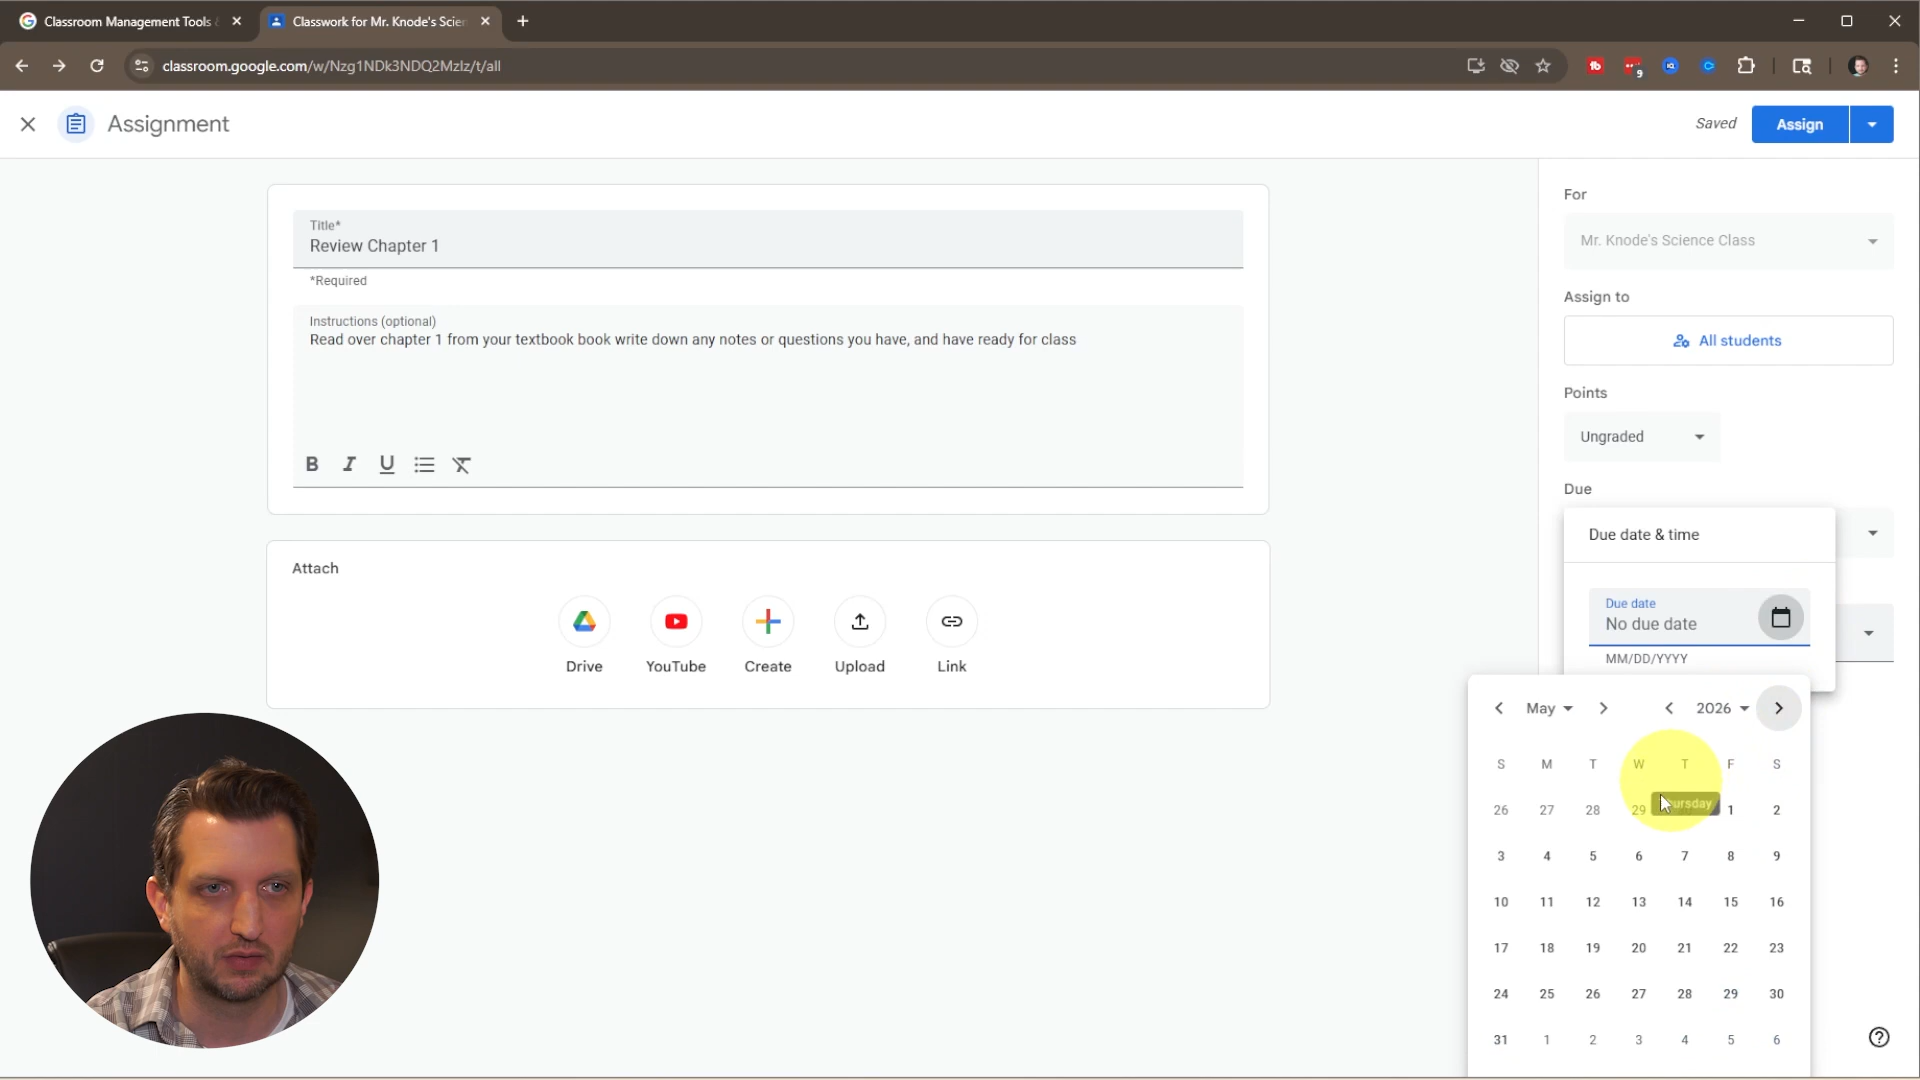 Classroom Management Tools &
Classwork for Mr. Knode's Scien
classroom.google.com/w/Nzg1NDk3NDQ2MzIz/t/all
9
Assignment
Saved
Assign
Title*
Review Chapter 1
*Required
Instructions (optional)
Read over chapter 1 from your textbook book write down any notes or questions you have, and have ready for class
B I U
Attach
Drive YouTube Create Upload Link
For
Mr. Knode's Science Class
Assign to
All students
Points
Ungraded
Due
Due date & time
Due date
No due date
MM/DD/YYYY
May 2026
S M T W T F S
26 27 28 29 1 2
3 4 5 6 7 8 9
10 11 12 13 14 15 16
17 18 19 20 21 22 23
24 25 26 27 28 29 30
31 1 2 3 4 5 6